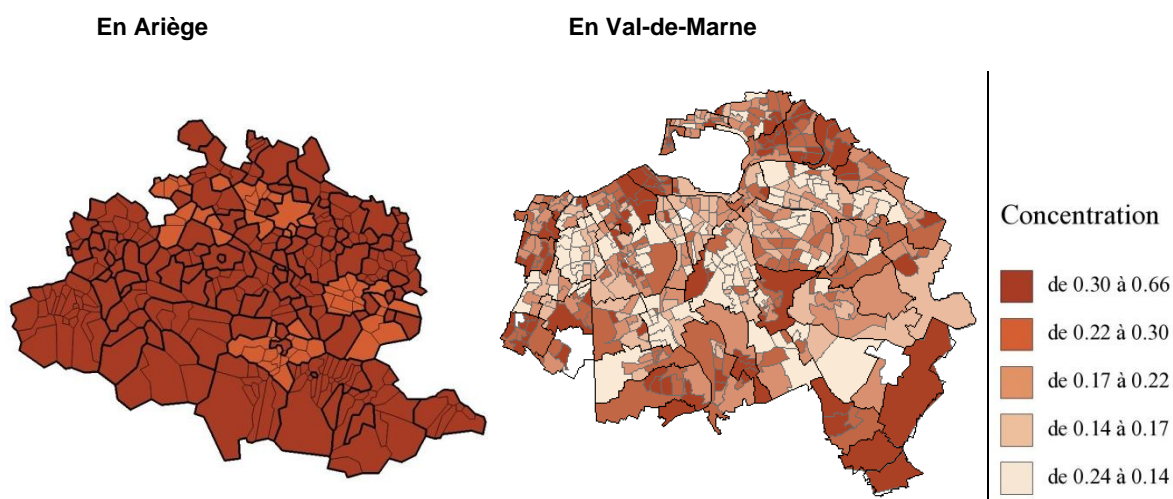 En Ariège
En Val-de-Marne
Concentration
de 0.30 à 0.66
de 0.22 à 0.30
de 0.17 à 0.22
de 0.14 à 0.17
de 0.24 à 0.14